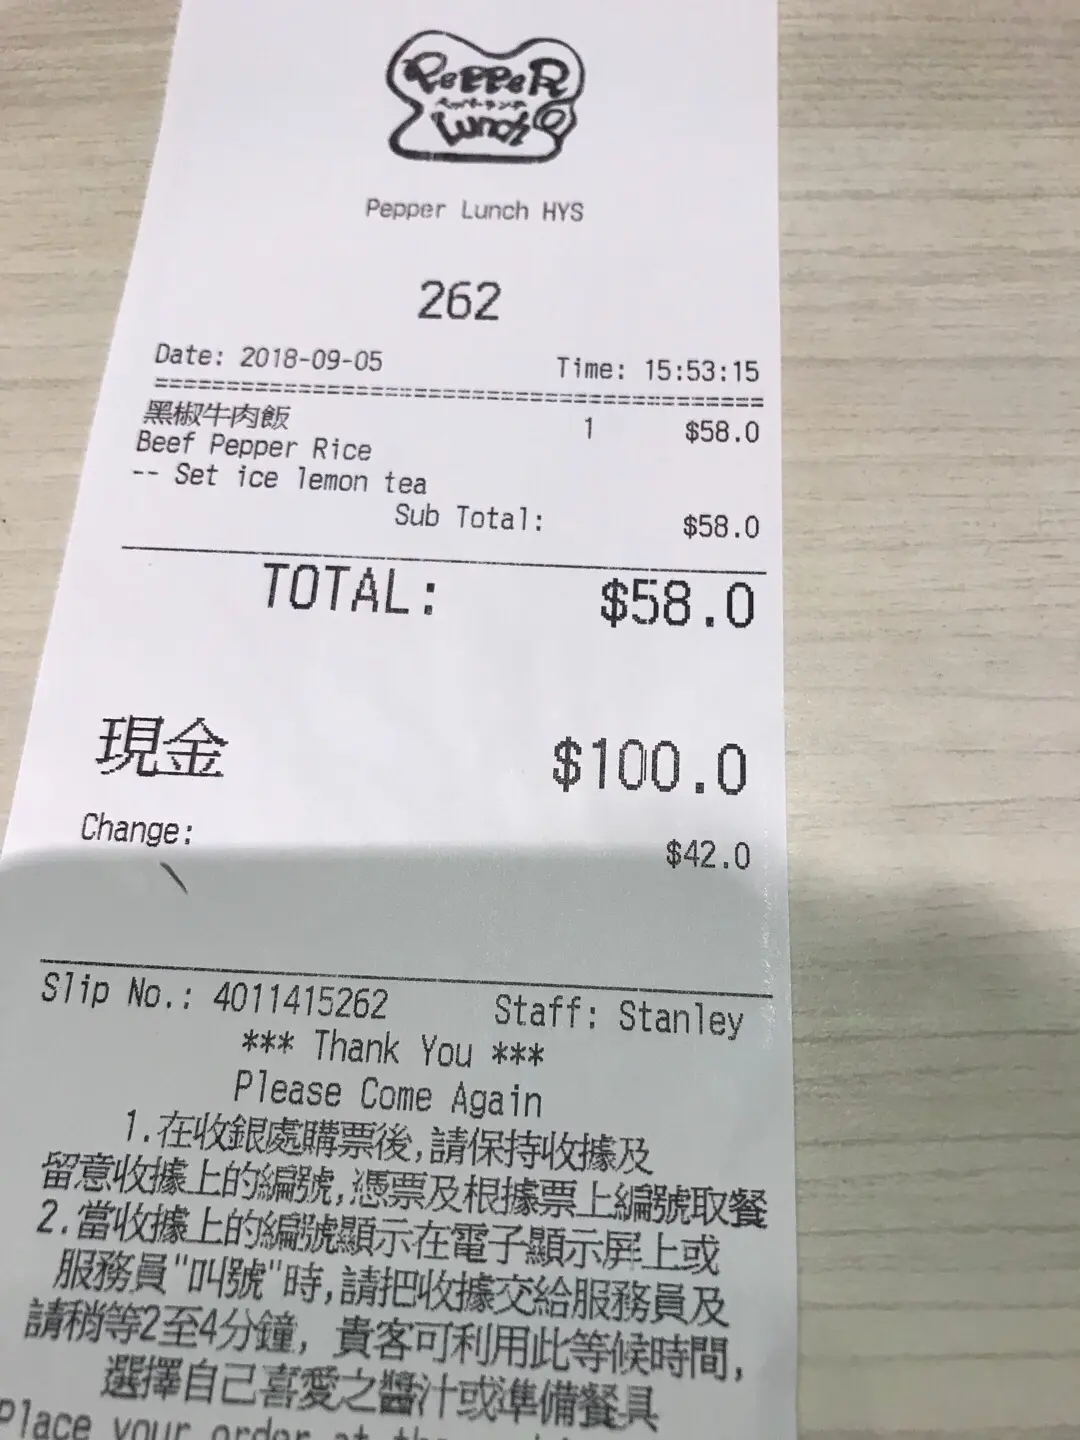 Pepper
ペッパーランチ
Lunch
Pepper Lunch HYS
262
Date: 2018-09-05 Time: 15:53:15
================================================
黑椒牛肉飯 1 $58.0
Beef Pepper Rice
-- Set ice lemon tea
Sub Total: $58.0
TOTAL: $58.0
現金 $100.0
Change: $42.0
Slip No.: 4011415262 Staff: Stanley
*** Thank You ***
Please Come Again
1.在收銀處購票後,請保持收據及
留意收據上的編號,憑票及根據票上編號取餐
2.當收據上的編號顯示在電子顯示屏上或
服務員"叫號"時,請把收據交給服務員及
請稍等2至4分鐘, 貴客可利用此等候時間,
選擇自己喜愛之醬汁或準備餐具
Place your order at the